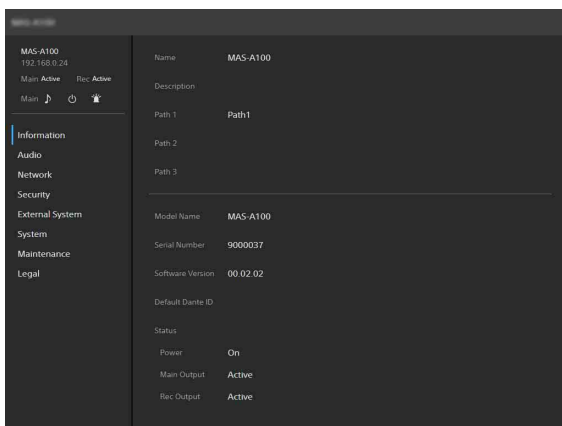 MAS-A100
192.168.0.24
Main Active Rec Active
Main
Information
Audio
Network
Security
External System
System
Maintenance
Legal
Name MAS-A100
Description
Path 1 Path1
Path 2
Path 3
Model Name MAS-A100
Serial Number 9000037
Software Version 00.02.02
Default Dante ID
Status
Power On
Main Output Active
Rec Output Active